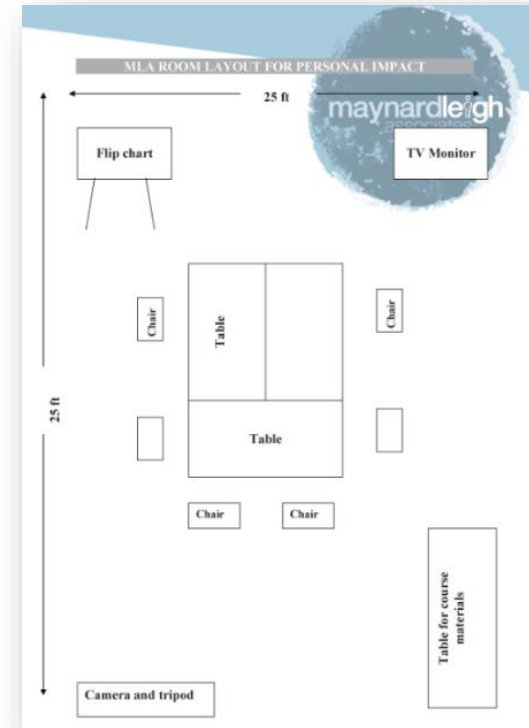 MLA ROOM LAYOUT FOR PERSONAL IMPACT
25 ft
maynardleigh
associates
Flip chart
TV Monitor
Chair
Table
Chair
25 ft
Table
Chair
Chair
Table for course
materials
Camera and tripod